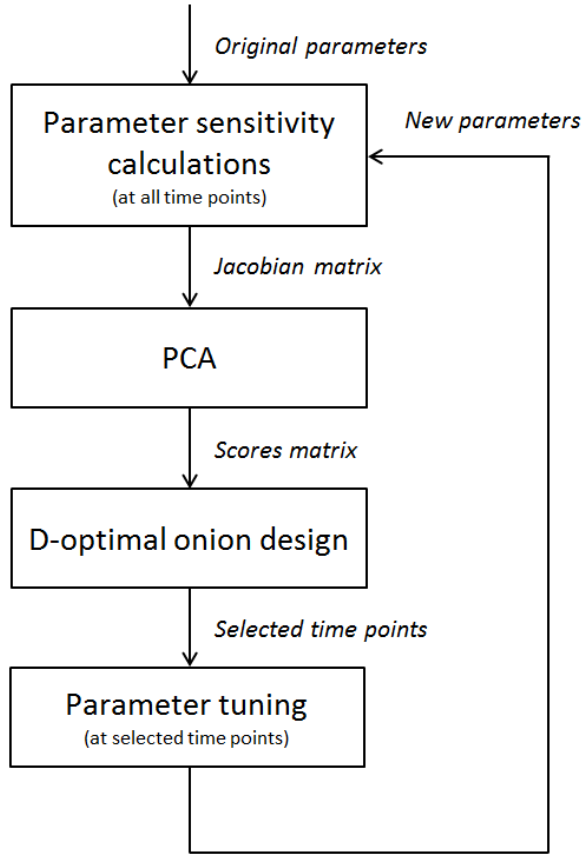 Original parameters
Parameter sensitivity
calculations
(at all time points)
New parameters
Jacobian matrix
PCA
Scores matrix
D-optimal onion design
Selected time points
Parameter tuning
(at selected time points)